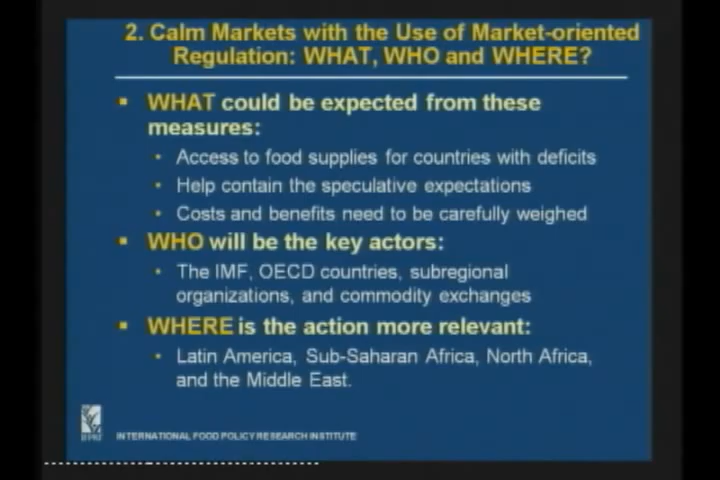 2. Calm Markets with the Use of Market-oriented
Regulation: WHAT, WHO and WHERE?
▪ WHAT could be expected from these
measures:
• Access to food supplies for countries with deficits
• Help contain the speculative expectations
• Costs and benefits need to be carefully weighed
▪ WHO will be the key actors:
• The IMF, OECD countries, subregional
organizations, and commodity exchanges
▪ WHERE is the action more relevant:
• Latin America, Sub-Saharan Africa, North Africa,
and the Middle East.
IFPRI
INTERNATIONAL FOOD POLICY RESEARCH INSTITUTE